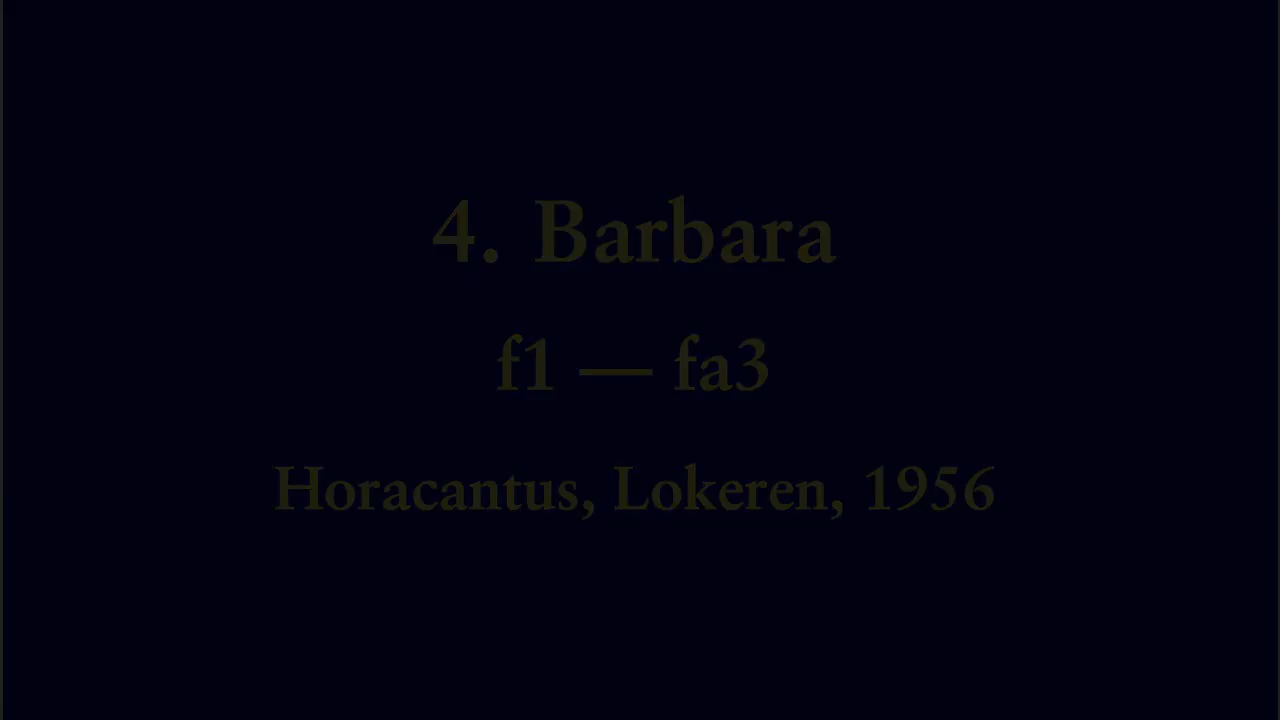 4. Barbara
f1 — fa3
Horacantus, Lokeren, 1956